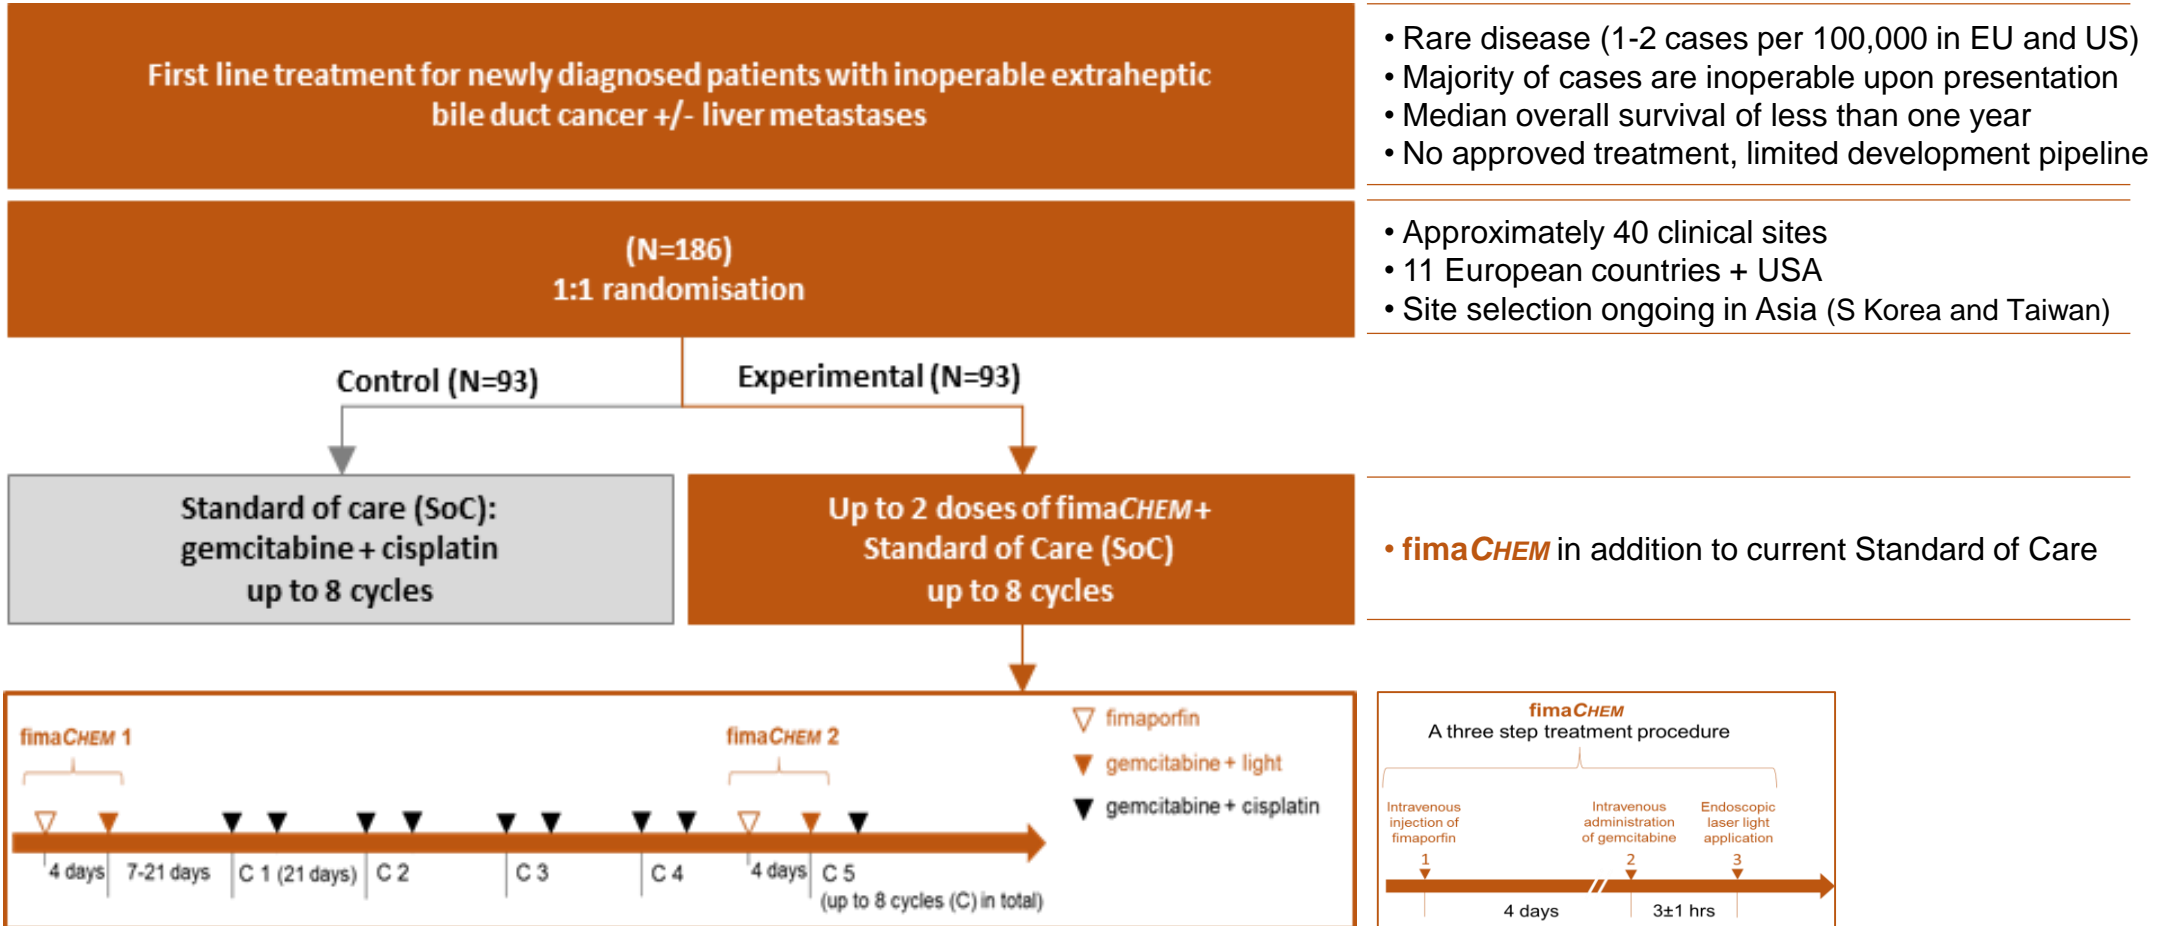 First line treatment for newly diagnosed patients with inoperable extraheptic
bile duct cancer +/- liver metastases
• Rare disease (1-2 cases per 100,000 in EU and US)
• Majority of cases are inoperable upon presentation
• Median overall survival of less than one year
• No approved treatment, limited development pipeline
(N=186)
1:1 randomisation
• Approximately 40 clinical sites
• 11 European countries + USA
• Site selection ongoing in Asia (S Korea and Taiwan)
Control (N=93)
Experimental (N=93)
Standard of care (SoC):
gemcitabine + cisplatin
up to 8 cycles
Up to 2 doses of fimaCHEM+
Standard of Care (SoC)
up to 8 cycles
• fimaCHEM in addition to current Standard of Care
fimaCHEM 1
fimaCHEM 2
fimaporfin
gemcitabine + light
gemcitabine + cisplatin
4 days
7-21 days
C 1 (21 days)
C 2
C 3
C 4
4 days
C 5
(up to 8 cycles (C) in total)
fimaCHEM
A three step treatment procedure
Intravenous
injection of
fimaporfin
1
Intravenous
administration
of gemcitabine
2
Endoscopic
laser light
application
3
4 days
3±1 hrs